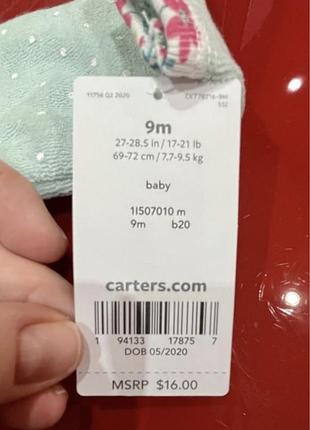 11756 Q2 2020
9m
27-28.5 in / 17-21 lb
69-72 cm / 7.7-9.5 kg
baby
1I507010 m
9m b20
carters.com
1 94133 17875 7
DOB 05/2020
MSRP $16.00